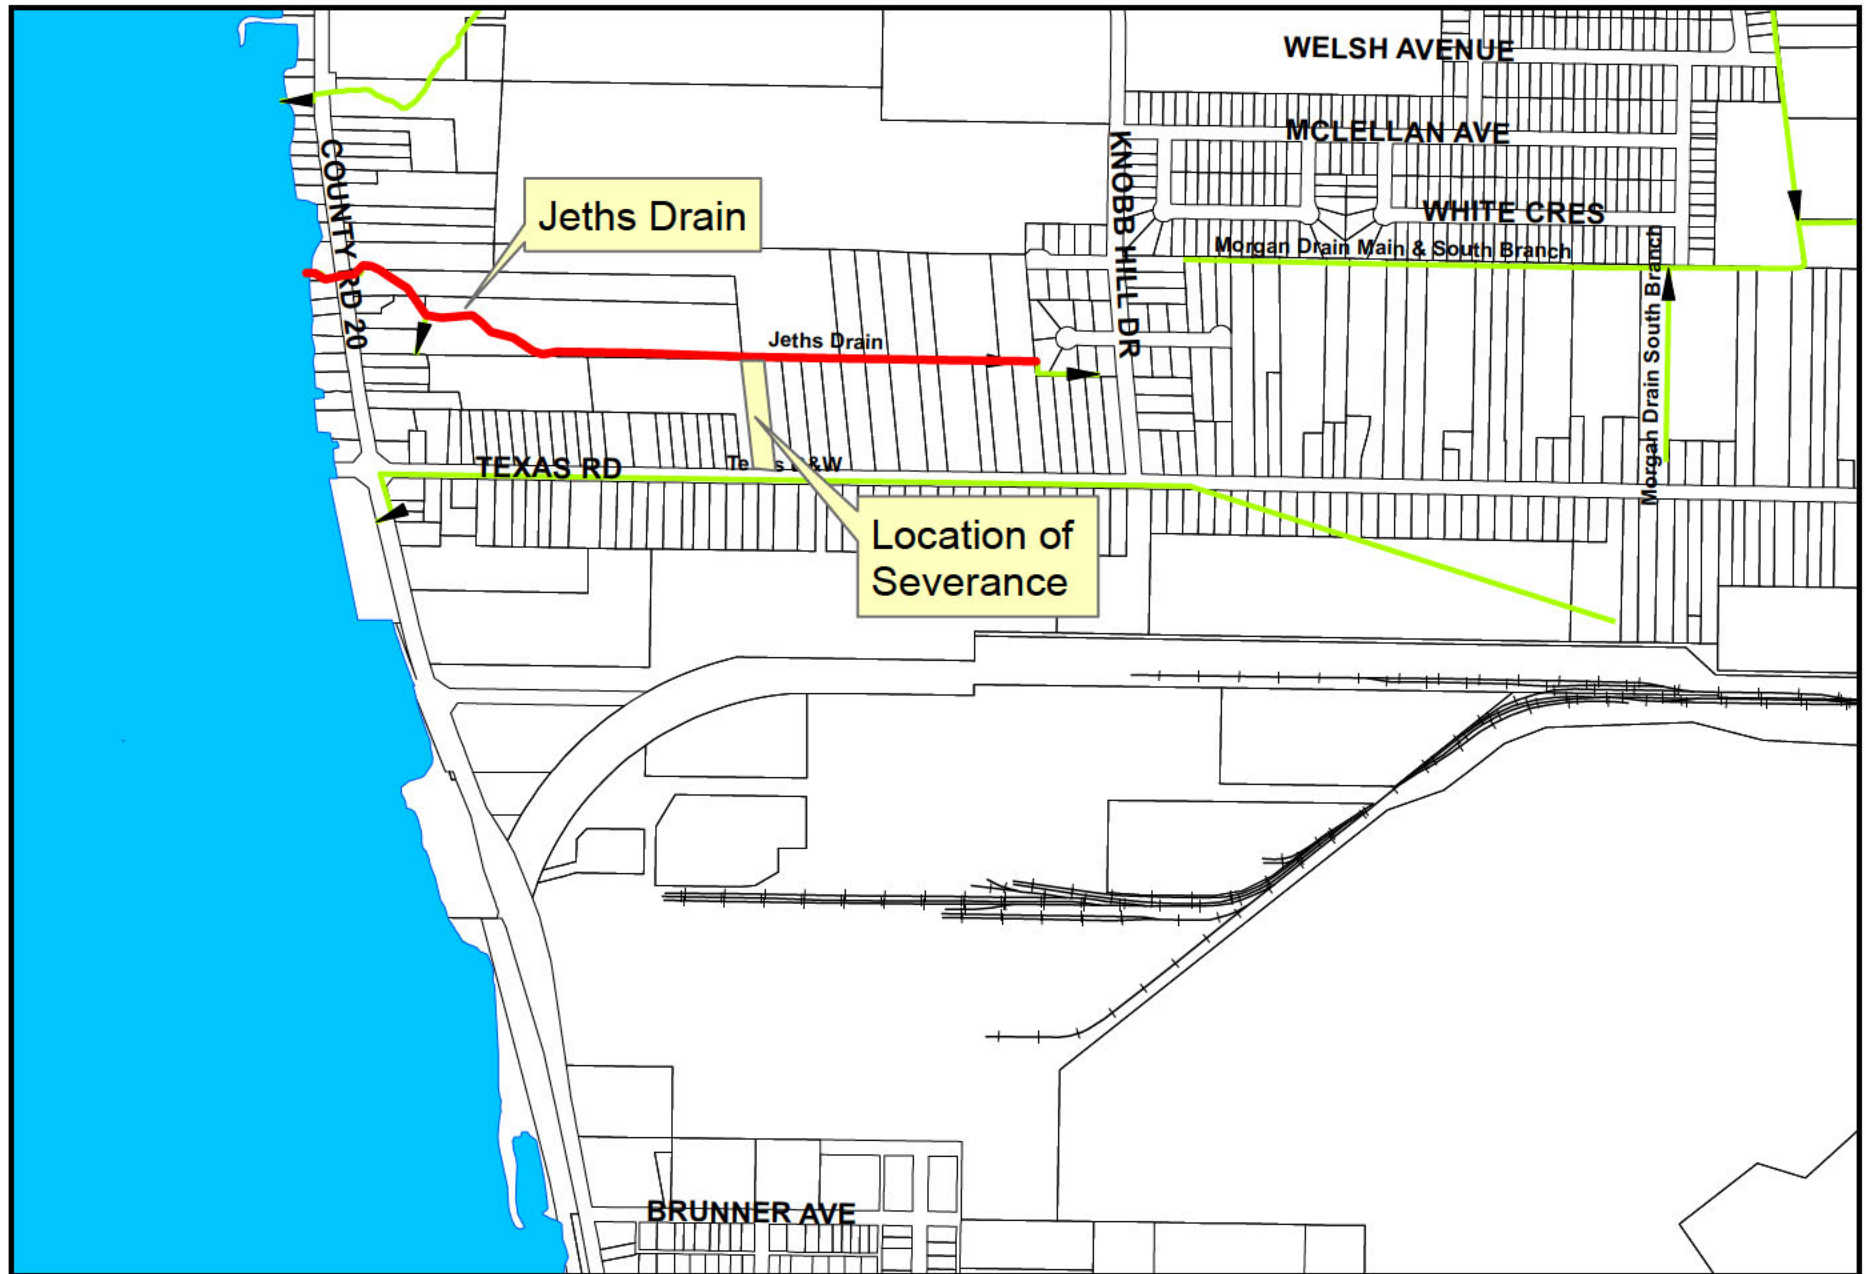 WELSH AVENUE
MCLELLAN AVE
COUNTY RD 20
KNOBB HILL DR
Jeths Drain
WHITE CRES
Morgan Drain Main & South Branch
Morgan Drain South Branch
Jeths Drain
TEXAS RD
Location of
Severance
BRUNNER AVE